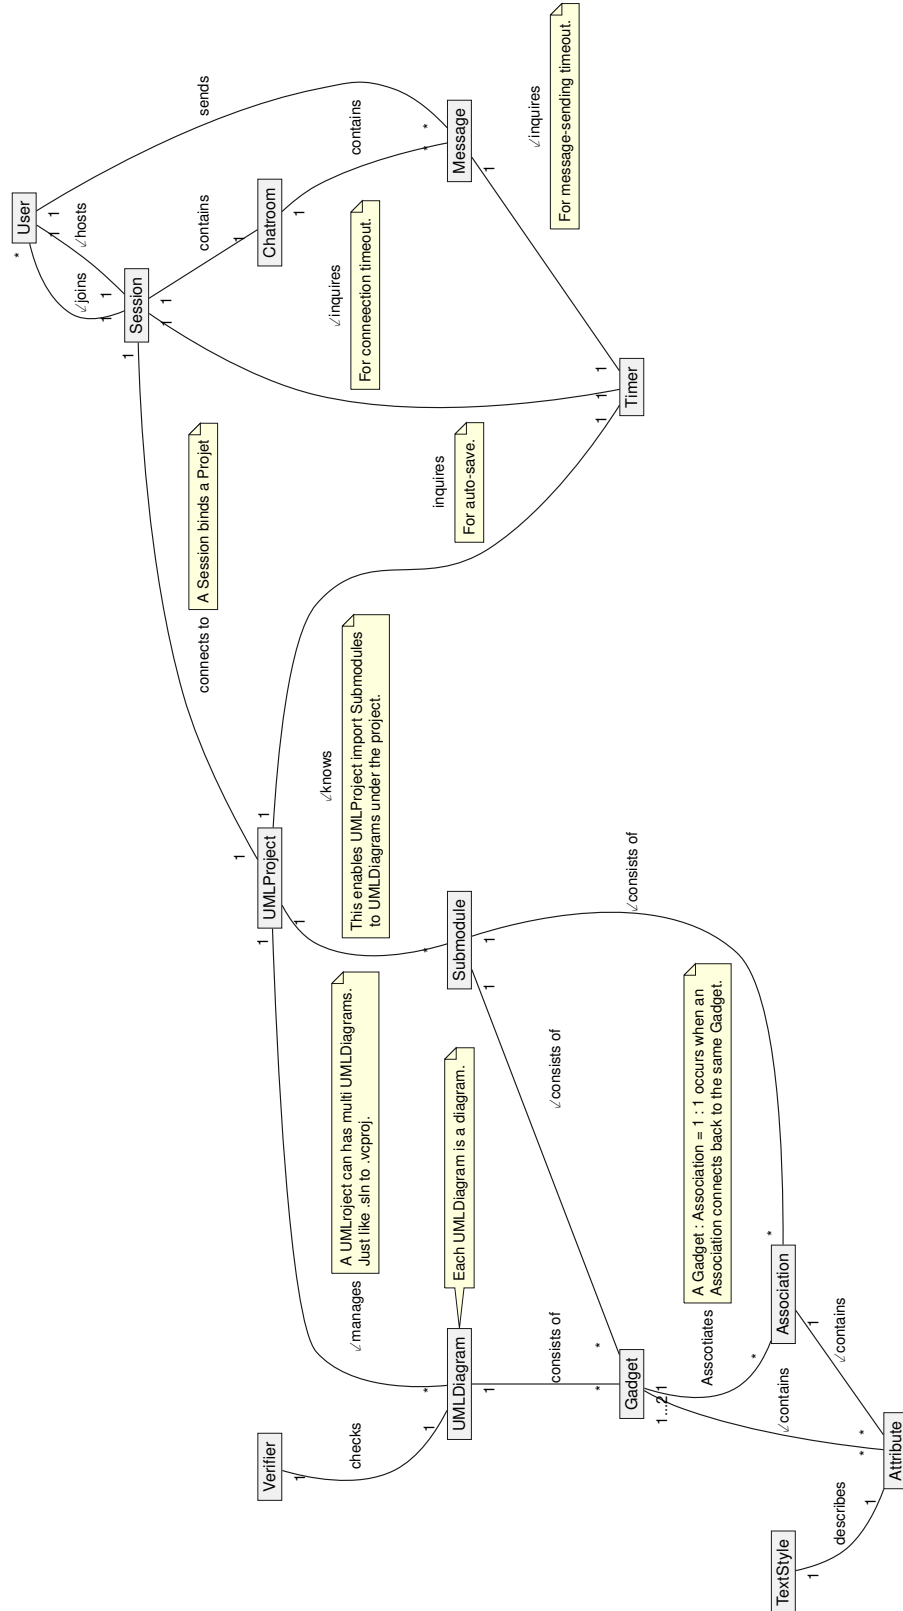 *
User
1
1
↙joins
↙hosts
1
1
1
Session
1
1
connects to
A Session binds a Projet
contains
sends
1
1
Verifier
1
UMLProject
1
Chatroom
1
1
1
checks
↙manages
A UMLroject can has multi UMLDiagrams.
Just like .sln to .vcproj.
↙knows
This enables UMLProject import Submodules
to UMLDiagrams under the project.
↙inquires
For conneection timeout.
contains
1
*
*
*
*
UMLDiagram
Each UMLDiagram is a diagram.
Submodule
inquires
For auto-save.
Message
1
1
1
1
consists of
↙consists of
↙inquires
For message-sending timeout.
*
*
1
1
1
Gadget
↙consists of
Timer
1...2
1
Asscotiates
A Gadget : Association = 1 : 1 occurs when an
Association connects back to the same Gadget.
*
*
TextStyle
↙contains
Association
1
1
describes
↙contains
1
*
*
Attribute